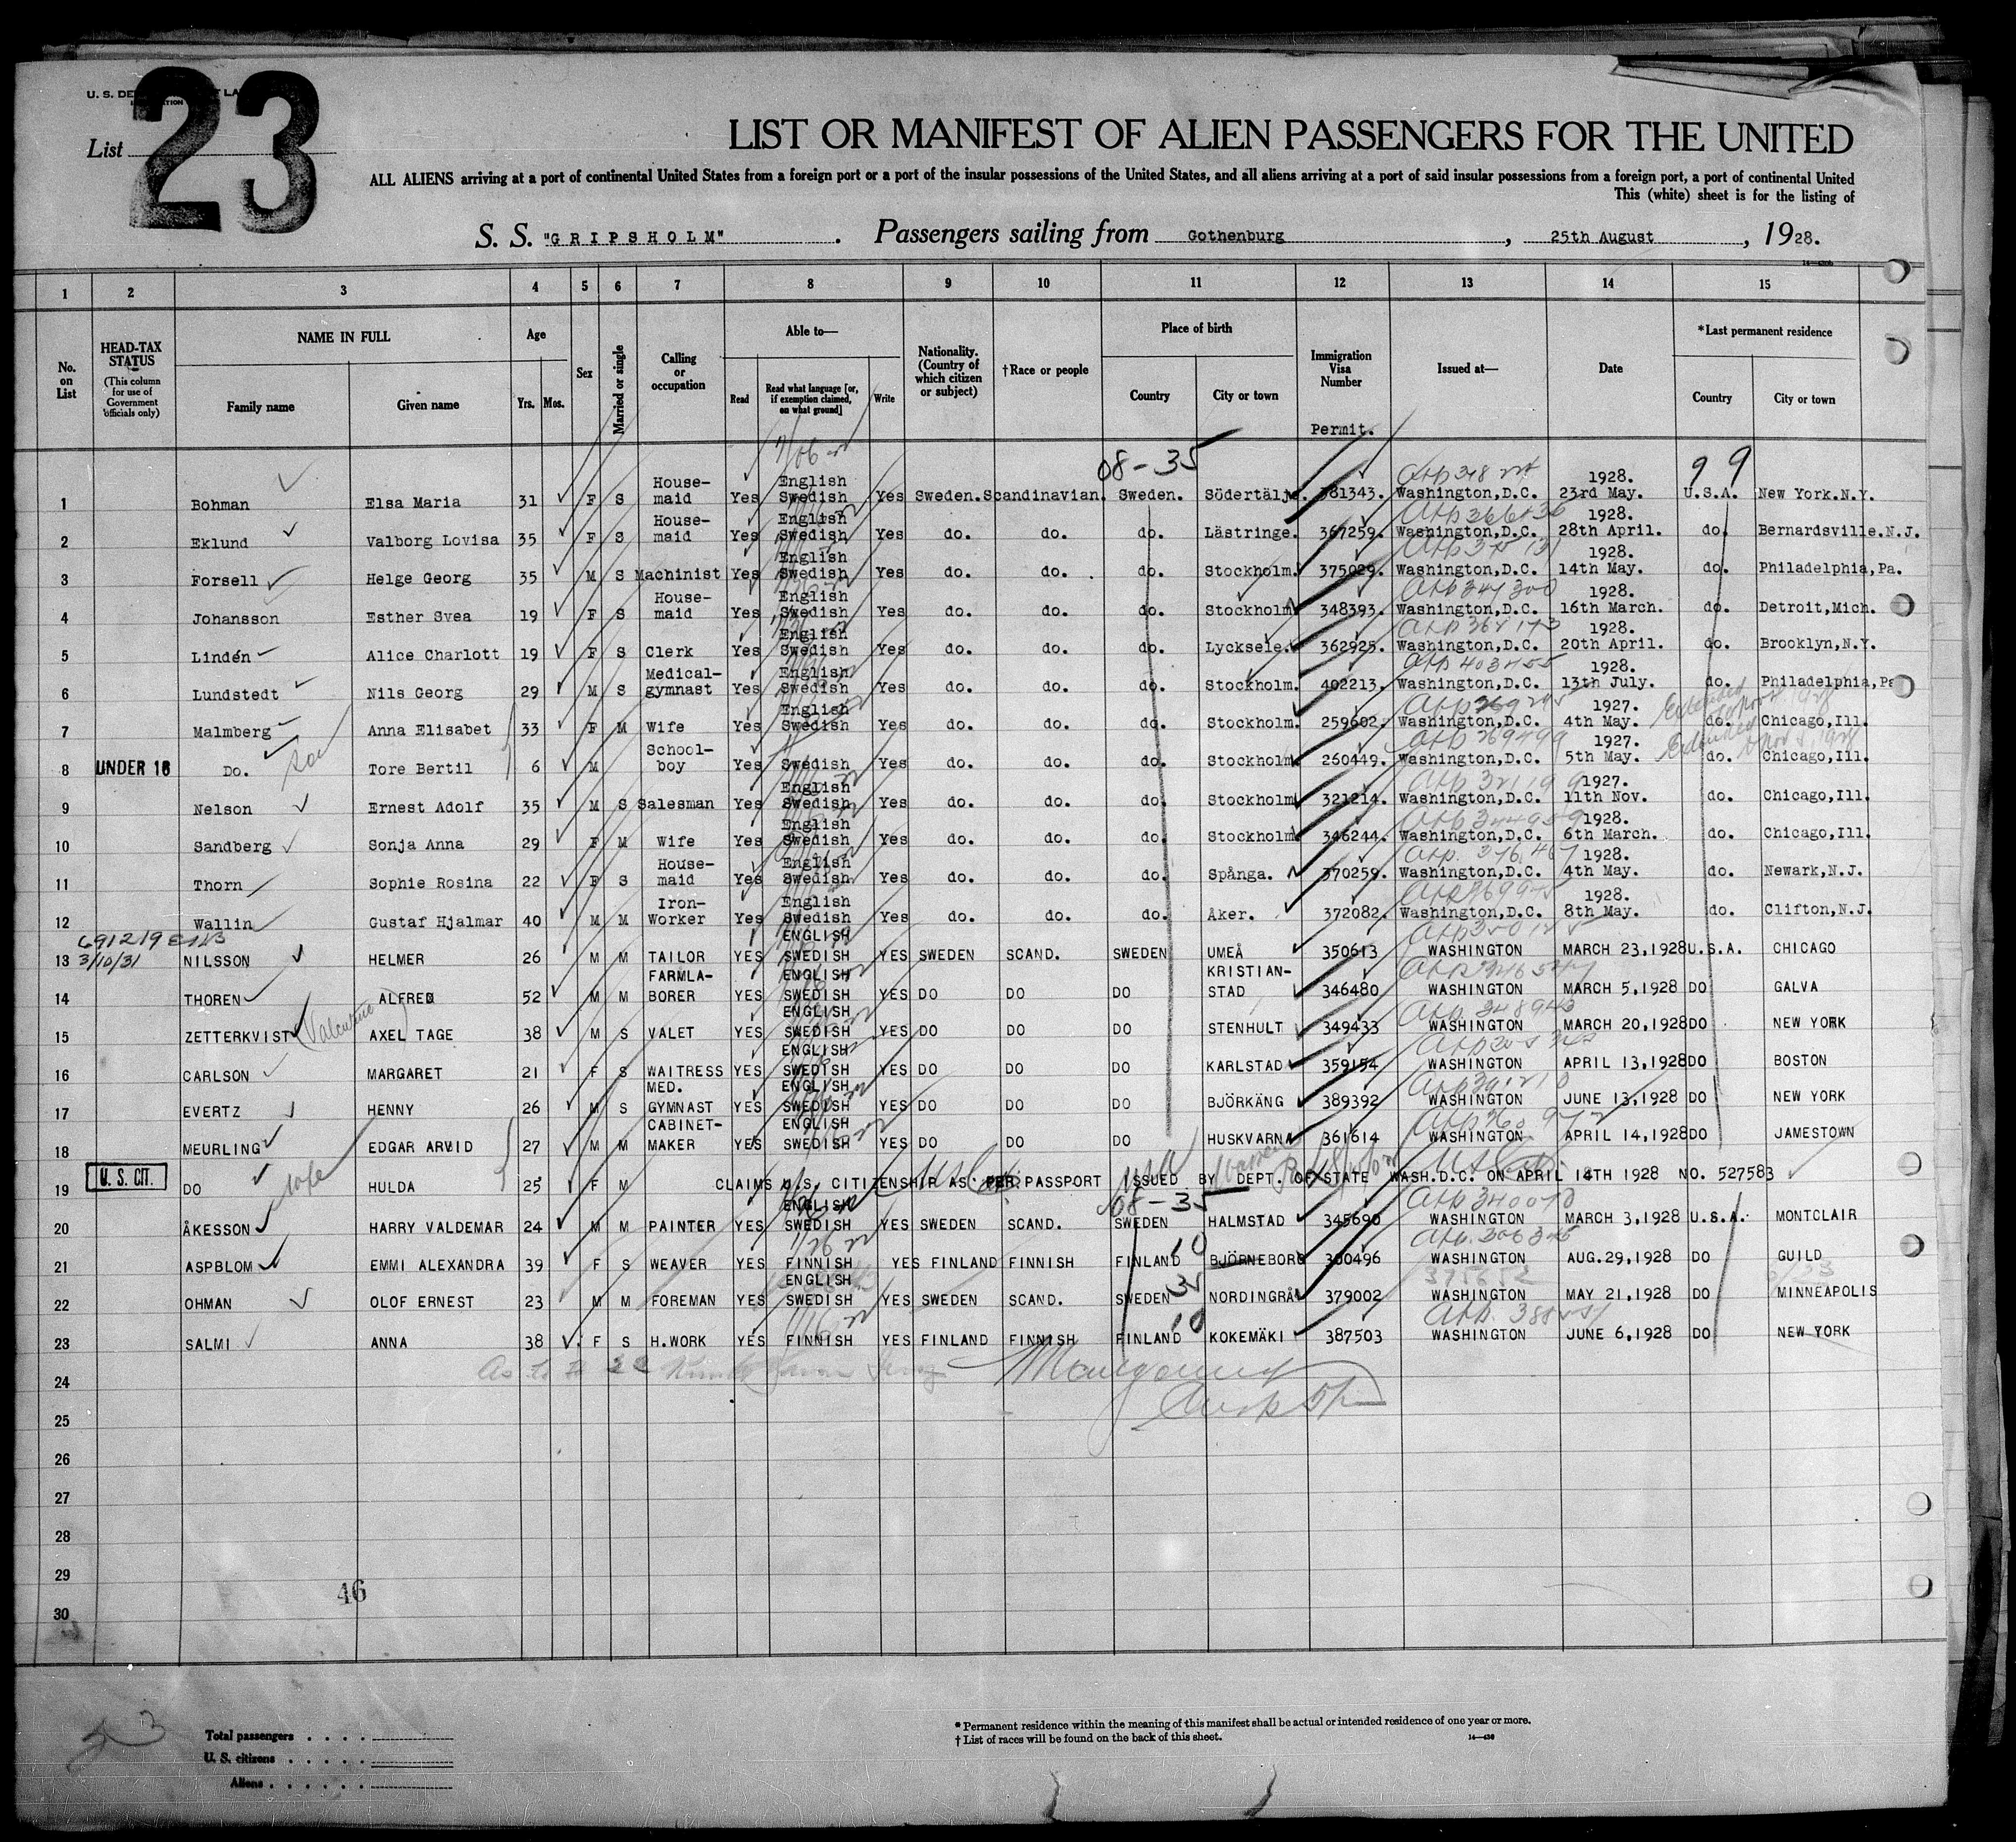 U. S. DE
List 23
LIST OR MANIFEST OF ALIEN PASSENGERS FOR THE UNITED
ALL ALIENS arriving at a port of continental United States from a foreign port or a port of the insular possessions of the United States, and all aliens arriving at a port of said insular possessions from a foreign port, a port of continental United
This (white) sheet is for the listing of
S. S. "GRIPSHOLM". Passengers sailing from Gothenburg, 25th August, 1928.
1 2 3 4 5 6 7 8 9 10 11 12 13 14 15
No. on List
HEAD-TAX STATUS (This column for use of Government officials only)
NAME IN FULL Family name Given name
Age Yrs. Mos.
Sex
Married or single
Calling or occupation
Able to— Read Read what language [or, if exemption claimed, on what ground] Write
Nationality. (Country of which citizen or subject)
†Race or people
Place of birth Country City or town
Immigration Visa Number Permit.
Issued at—
Date
*Last permanent residence Country City or town
08-35 99
1 Bohman Elsa Maria 31 F S House-maid Yes English Swedish Yes Sweden. Scandinavian. Sweden. Södertälje. 381343. Washington,D.C. 1928. 23rd May. U.S.A. New York.N.Y.
2 Eklund Valborg Lovisa 35 F S House-maid Yes English Swedish Yes do. do. do. Lästringe. 367259. Washington,D.C. 1928. 28th April. do. Bernardsville.N.J.
3 Forsell Helge Georg 35 M S Machinist Yes English Swedish Yes do. do. do. Stockholm. 375029. Washington,D.C. 1928. 14th May. do. Philadelphia,Pa.
4 Johansson Esther Svea 19 F S House-maid Yes English Swedish Yes do. do. do. Stockholm 348393. Washington,D.C. 1928. 16th March. do. Detroit,Mich.
5 Lindén Alice Charlott 19 F S Clerk Yes English Swedish Yes do. do. do. Lycksele. 362925. Washington,D.C. 1928. 20th April. do. Brooklyn,N.Y.
6 Lundstedt Nils Georg 29 M S Medical-gymnast Yes English Swedish Yes do. do. do. Stockholm. 402213. Washington,D.C. 1928. 13th July. do. Philadelphia,Pa
7 Malmberg Anna Elisabet 33 F M Wife Yes English Swedish Yes do. do. do. Stockholm. 259602. Washington,D.C. 1927. 4th May. Extended do. Chicago,Ill.
8 UNDER 16 Do. son Tore Bertil 6 M School-boy Yes Swedish Yes do. do. do. Stockholm 260449. Washington,D.C. 1927. 5th May. Extended do. Chicago,Ill.
9 Nelson Ernest Adolf 35 M S Salesman Yes English Swedish Yes do. do. do. Stockholm 321214. Washington,D.C. 1927. 11th Nov. do. Chicago,Ill.
10 Sandberg Sonja Anna 29 F M Wife Yes English Swedish Yes do. do. do. Stockholm 346244. Washington,D.C. 1928. 6th March. do. Chicago,Ill.
11 Thorn Sophie Rosina 22 F S House-maid Yes English Swedish Yes do. do. do. Spånga. 370259. Washington,D.C. 1928. 4th May. do. Newark,N.J.
12 Wallin Gustaf Hjalmar 40 M M Iron-Worker Yes English Swedish Yes do. do. do. Aker. 372082. Washington,D.C. 1928. 8th May. do. Clifton,N.J.
691219
13 3/10/31 NILSSON HELMER 26 M M TAILOR YES ENGLISH SWEDISH YES SWEDEN SCAND. SWEDEN UMEÅ 350613 WASHINGTON MARCH 23,1928 U.S.A. CHICAGO
14 THOREN ALFRED 52 M M FARMLA-BORER YES ENGLISH SWEDISH YES DO DO DO KRISTIAN-STAD 346480 WASHINGTON MARCH 5,1928 DO GALVA
15 ZETTERKVIST (Valentine) AXEL TAGE 38 M S VALET YES ENGLISH SWEDISH YES DO DO DO STENHULT 349433 WASHINGTON MARCH 20,1928 DO NEW YORK
16 CARLSON MARGARET 21 F S WAITRESS YES ENGLISH SWEDISH YES DO DO DO KARLSTAD 359154 WASHINGTON APRIL 13,1928 DO BOSTON
17 EVERTZ HENNY 26 M S MED. GYMNAST YES ENGLISH SWEDISH YES DO DO DO BJÖRKÄNG 389392 WASHINGTON JUNE 13,1928 DO NEW YORK
18 MEURLING EDGAR ARVID 27 M M CABINET-MAKER YES ENGLISH SWEDISH YES DO DO DO HUSKVARNA 361614 WASHINGTON APRIL 14,1928 DO JAMESTOWN
19 U. S. CIT. DO wife HULDA 25 F M CLAIMS U.S. CITIZENSHIP AS PER PASSPORT ISSUED BY DEPT. OF STATE WASH.D.C. ON APRIL 14TH 1928 NO. 527583
08-35
20 ÅKESSON HARRY VALDEMAR 24 M M PAINTER YES ENGLISH SWEDISH YES SWEDEN SCAND. SWEDEN HALMSTAD 345690 WASHINGTON MARCH 3,1928 U.S.A. MONTCLAIR
21 ASPBLOM EMMI ALEXANDRA 39 F S WEAVER YES FINNISH YES FINLAND FINNISH FINLAND 10 BJÖRNEBORG 300496 WASHINGTON AUG.29,1928 DO GUILD
22 OHMAN OLOF ERNEST 23 M M FOREMAN YES ENGLISH SWEDISH YES SWEDEN SCAND. SWEDEN 35 NORDINGRÅ 379002 WASHINGTON MAY 21,1928 DO MINNEAPOLIS
23 SALMI ANNA 38 F S H.WORK YES FINNISH YES FINLAND FINNISH FINLAND 10 KOKEMÄKI 387503 WASHINGTON JUNE 6,1928 DO NEW YORK
24
25
26
27
28
29
30
46
23
Total passengers . . . .
U. S. citizens . . . . .
Aliens . . . . . .
* Permanent residence within the meaning of this manifest shall be actual or intended residence of one year or more.
† List of races will be found on the back of this sheet.